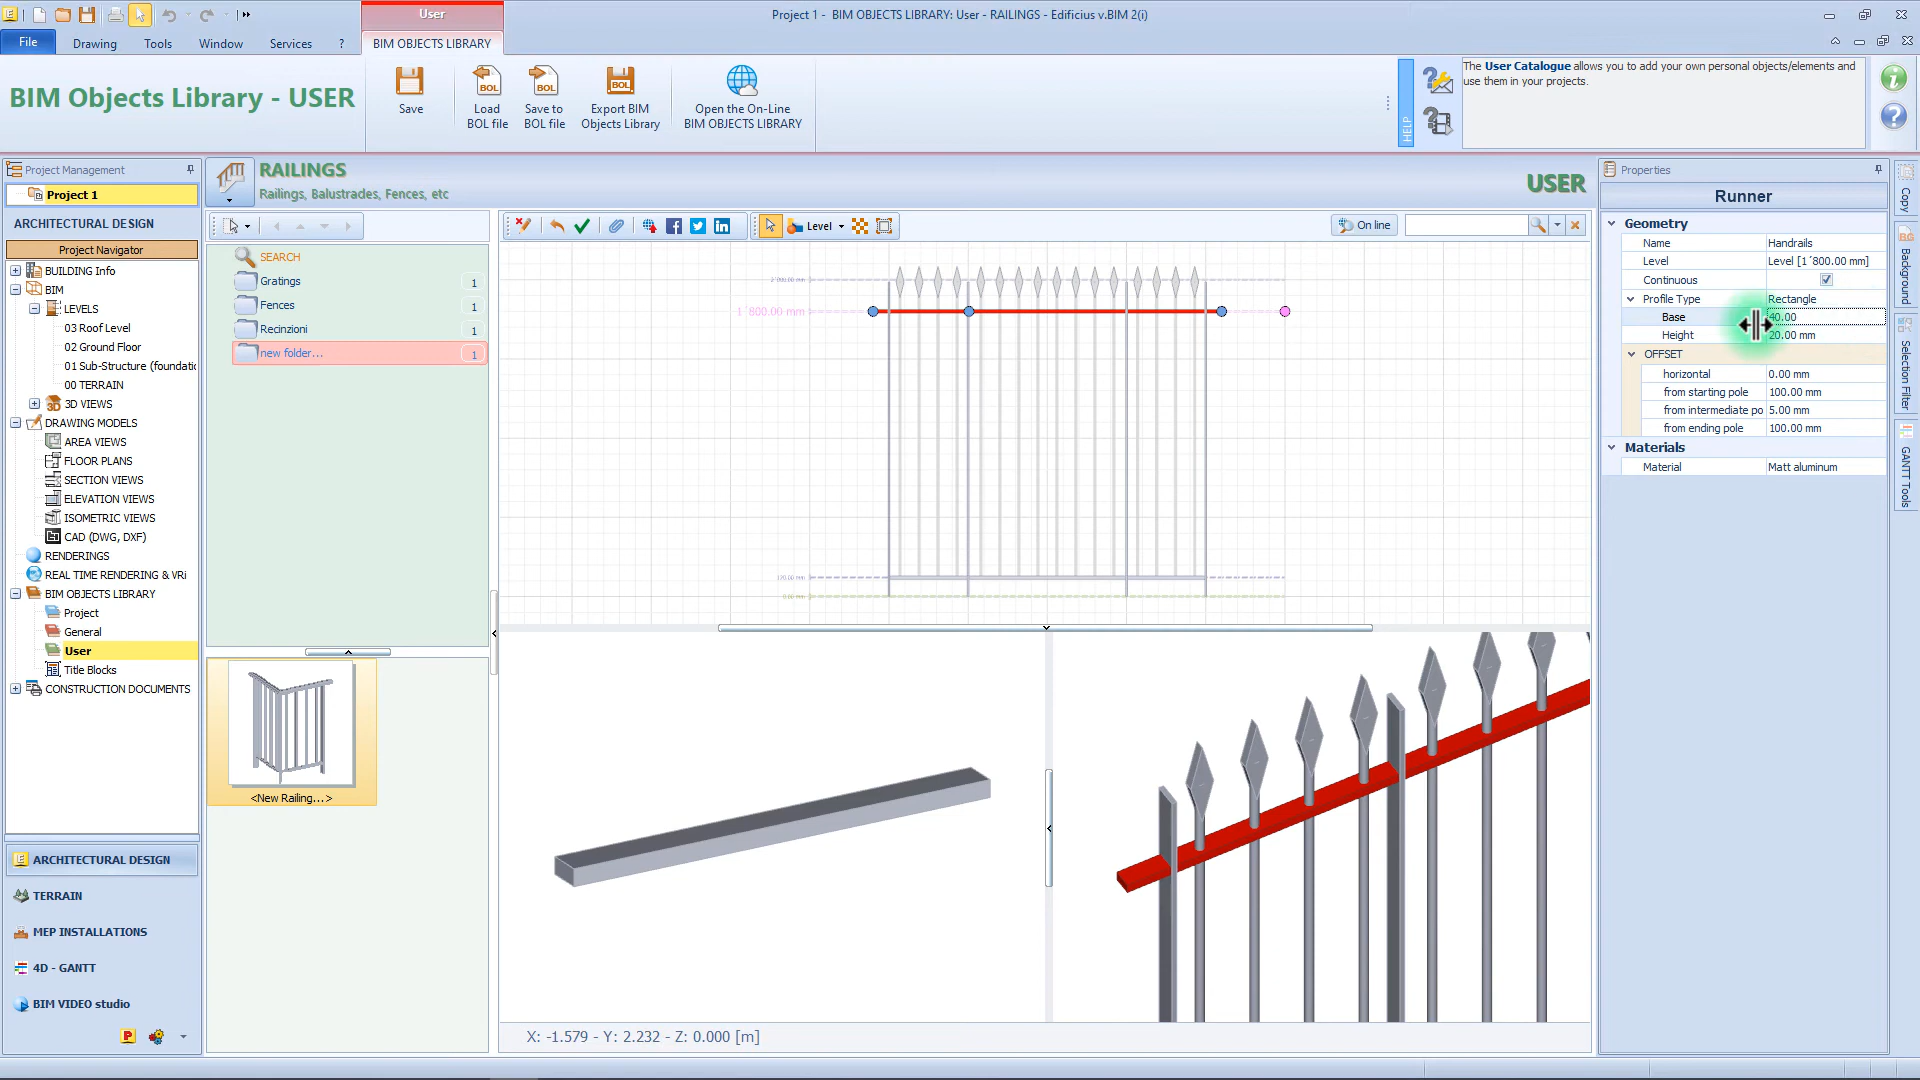 User
Project 1 - BIM OBJECTS LIBRARY: User - RAILINGS - Edificius v.BIM 2(i)
File
Drawing
Tools
Window
Services
?
BIM OBJECTS LIBRARY
BIM Objects Library - USER
Save
BOL
Load
BOL file
BOL
Save to
BOL file
BOL
Export BIM
Objects Library
Open the On-Line
BIM OBJECTS LIBRARY
HELP
The User Catalogue allows you to add your own personal objects/elements and
use them in your projects.
Project Management
Project 1
ARCHITECTURAL DESIGN
Project Navigator
BUILDING Info
BIM
LEVELS
03 Roof Level
02 Ground Floor
01 Sub-Structure (foundatio
00 TERRAIN
3D VIEWS
DRAWING MODELS
AREA VIEWS
FLOOR PLANS
SECTION VIEWS
ELEVATION VIEWS
ISOMETRIC VIEWS
CAD (DWG, DXF)
RENDERINGS
REAL TIME RENDERING & VRi
BIM OBJECTS LIBRARY
Project
General
User
Title Blocks
CONSTRUCTION DOCUMENTS
ARCHITECTURAL DESIGN
TERRAIN
MEP INSTALLATIONS
4D - GANTT
BIM VIDEO studio
RAILINGS
Railings, Balustrades, Fences, etc
USER
SEARCH
Gratings 1
Fences 1
Recinzioni 1
new folder... 1
<New Railing...>
Level
On line
1´800.00 mm
X: -1.579 - Y: 2.232 - Z: 0.000 [m]
Properties
Runner
Geometry
Name Handrails
Level Level [1´800.00 mm]
Continuous
Profile Type Rectangle
Base 40.00
Height 20.00 mm
OFFSET
horizontal 0.00 mm
from starting pole 100.00 mm
from intermediate po 5.00 mm
from ending pole 100.00 mm
Materials
Material Matt aluminum
Copy
Background
Selection Filter
GANTT Tools